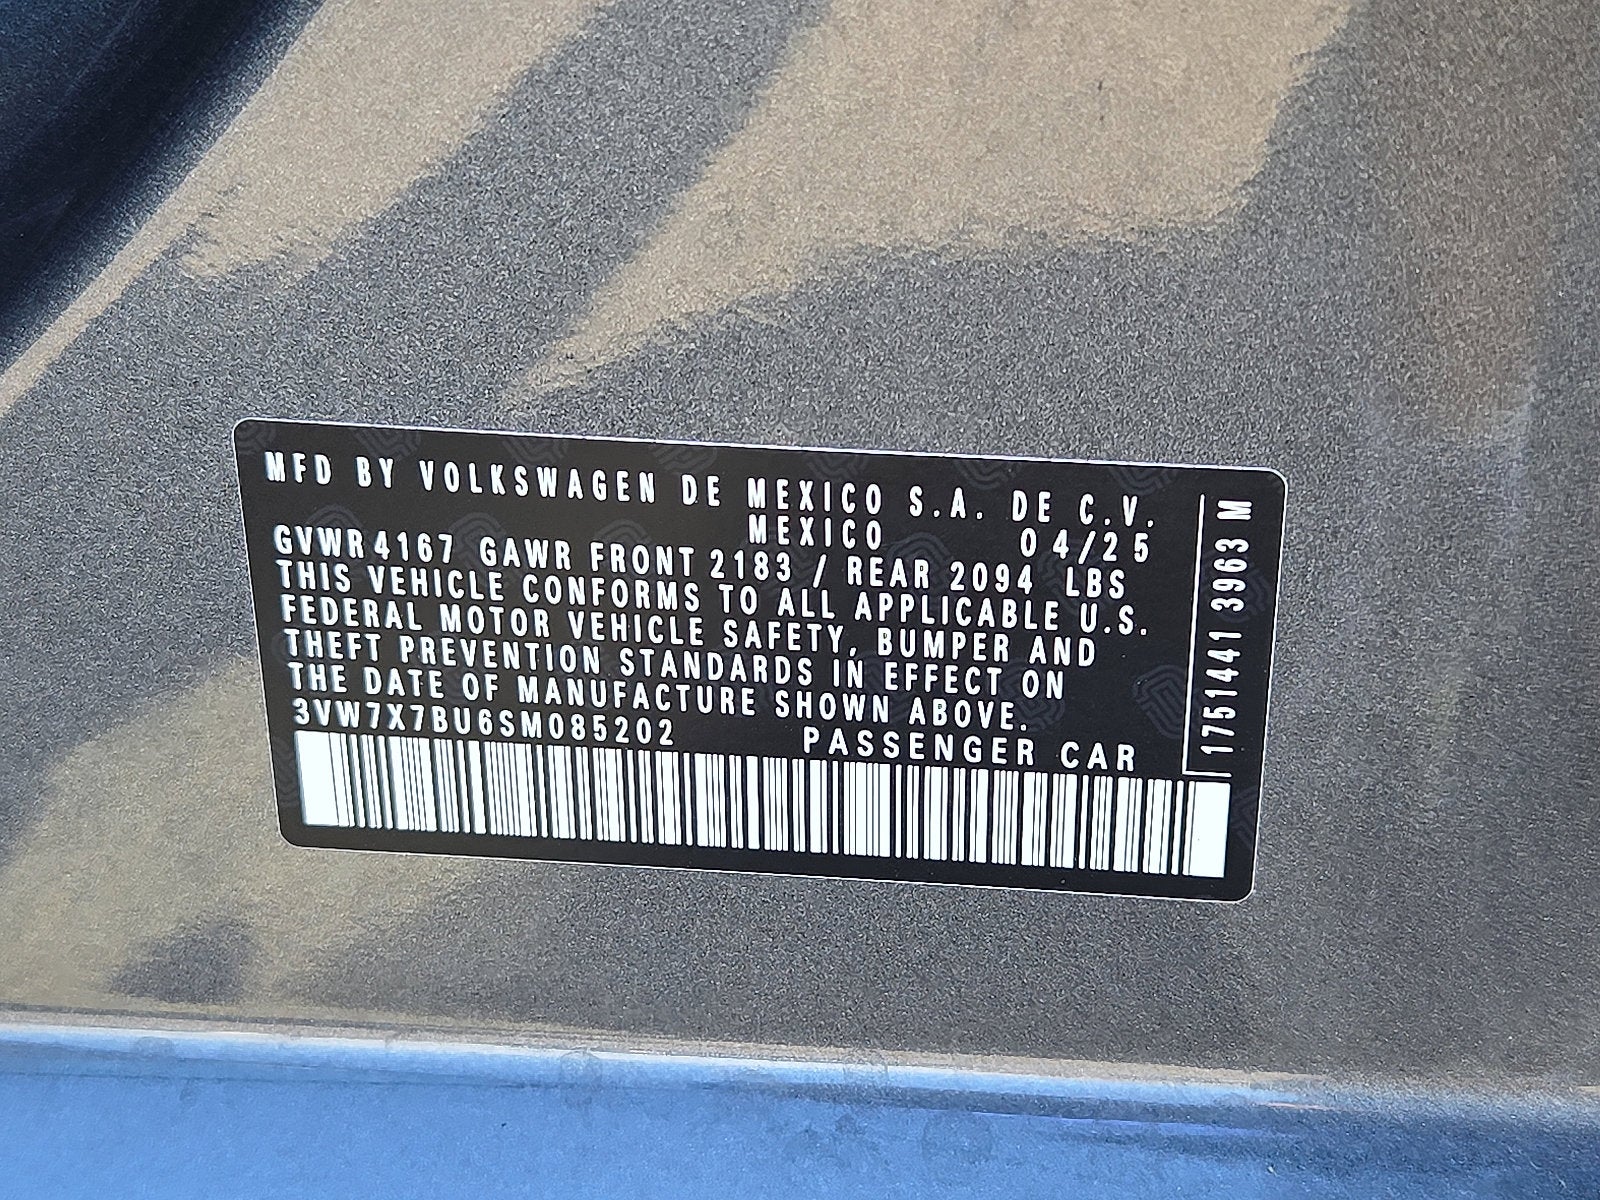 MFD BY VOLKSWAGEN DE MEXICO S.A. DE C.V.
MEXICO 04/25
GVWR 4167 GAWR FRONT 2183 / REAR 2094 LBS
THIS VEHICLE CONFORMS TO ALL APPLICABLE U.S.
FEDERAL MOTOR VEHICLE SAFETY, BUMPER AND
THEFT PREVENTION STANDARDS IN EFFECT ON
THE DATE OF MANUFACTURE SHOWN ABOVE.
3VW7X7BU6SM085202 PASSENGER CAR
1751441 3963 M